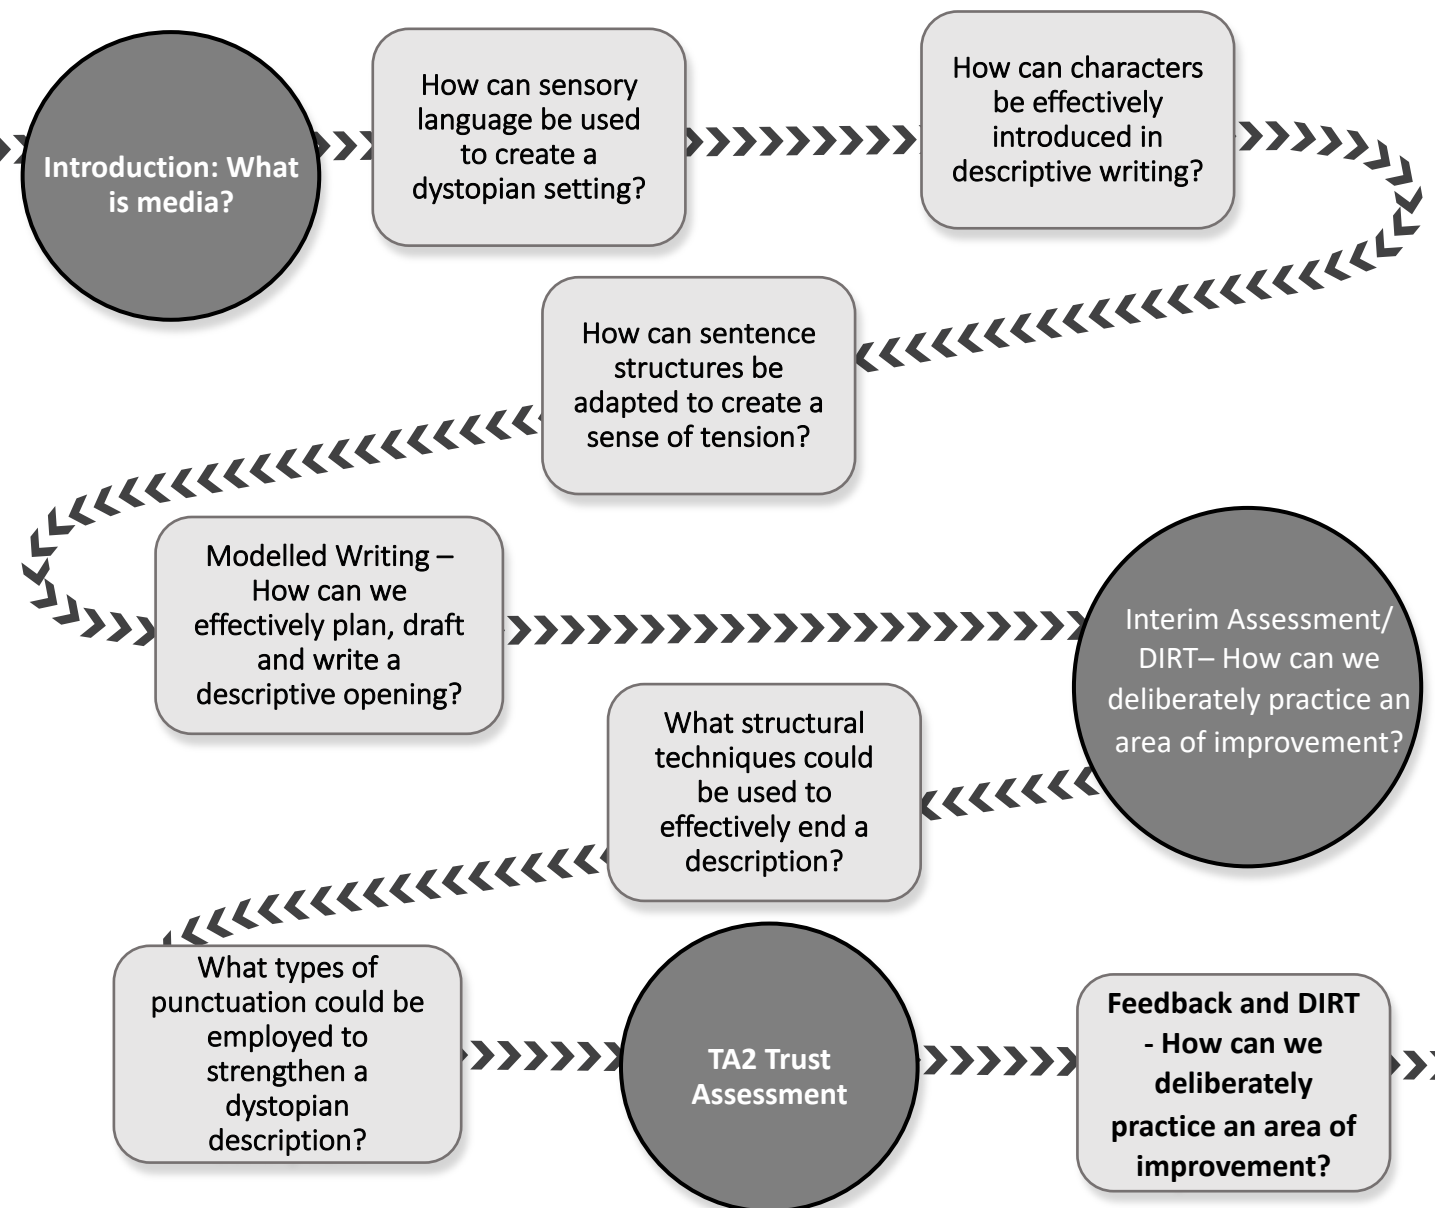 Introduction: What
is media?
How can sensory
language be used
to create a
dystopian setting?
How can characters
be effectively
introduced in
descriptive writing?
How can sentence
structures be
adapted to create a
sense of tension?
Modelled Writing –
How can we
effectively plan, draft
and write a
descriptive opening?
Interim Assessment/
DIRT– How can we
deliberately practice an
area of improvement?
What structural
techniques could
be used to
effectively end a
description?
What types of
punctuation could be
employed to
strengthen a
dystopian
description?
TA2 Trust
Assessment
Feedback and DIRT
- How can we
deliberately
practice an area of
improvement?